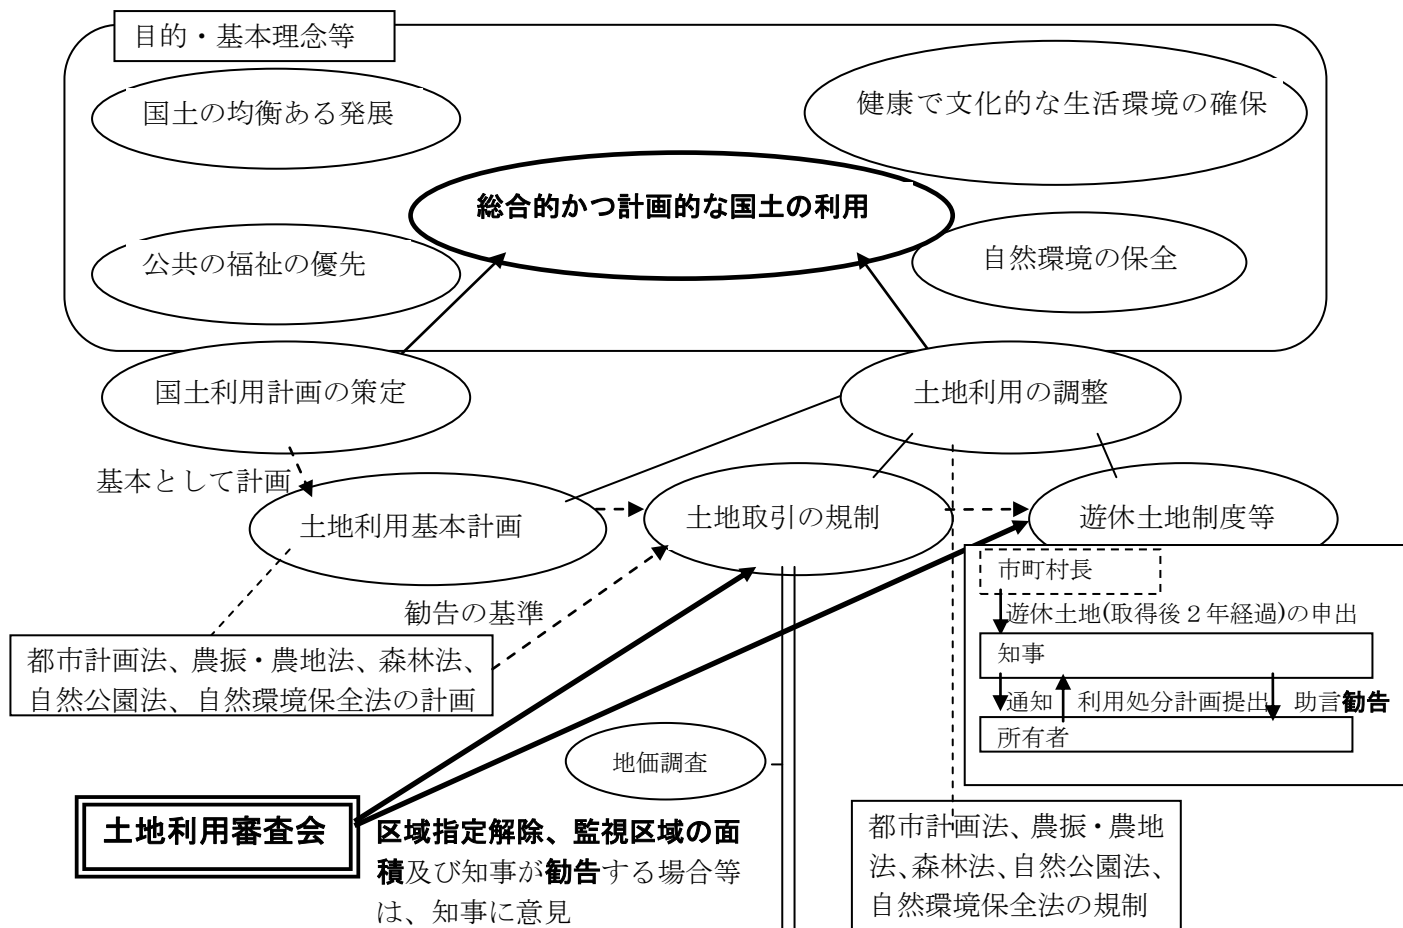 目的・基本理念等
国土の均衡ある発展
健康で文化的な生活環境の確保
総合的かつ計画的な国土の利用
公共の福祉の優先
自然環境の保全
国土利用計画の策定
土地利用の調整
基本として計画
土地利用基本計画
土地取引の規制
遊休土地制度等
市町村長
遊休土地(取得後２年経過)の申出
知事
通知
利用処分計画提出
助言勧告
所有者
勧告の基準
都市計画法、農振・農地法、森林法、
自然公園法、自然環境保全法の計画
地価調査
土地利用審査会
区域指定解除、監視区域の面
積及び知事が勧告する場合等
は、知事に意見
都市計画法、農振・農地
法、森林法、自然公園法、
自然環境保全法の規制